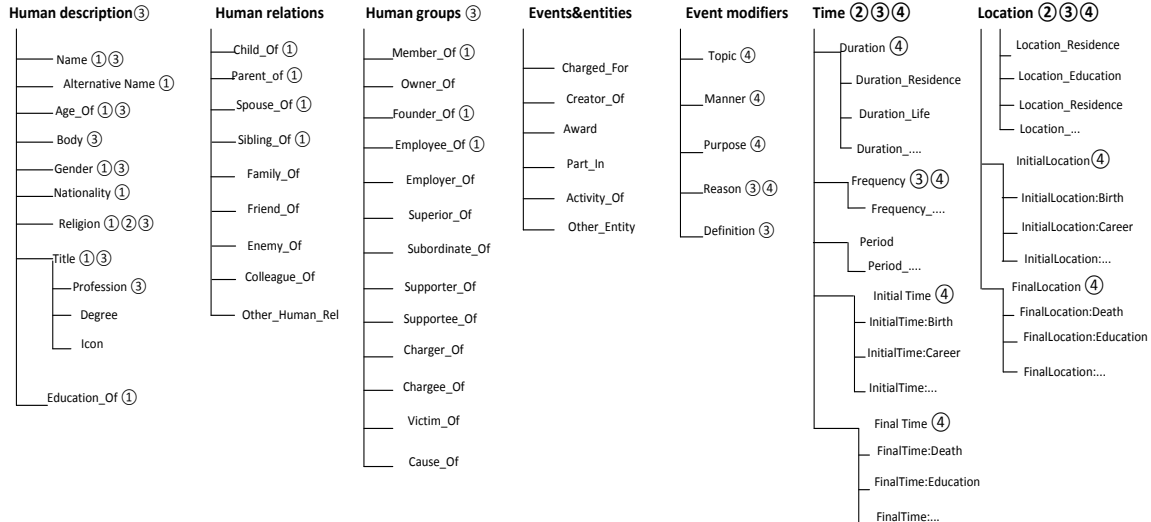 Human description③
Name ①③
Alternative Name ①
Age_Of ①③
Body ③
Gender ①③
Nationality ①
Religion ①②③
Title ①③
Profession ③
Degree
Icon
Education_Of ①
Human relations
Child_Of ①
Parent_of ①
Spouse_Of ①
Sibling_Of ①
Family_Of
Friend_Of
Enemy_Of
Colleague_Of
Other_Human_Rel
Human groups ③
Member_Of ①
Owner_Of
Founder_Of ①
Employee_Of ①
Employer_Of
Superior_Of
Subordinate_Of
Supporter_Of
Supportee_Of
Charger_Of
Chargee_Of
Victim_Of
Cause_Of
Events&entities
Charged_For
Creator_Of
Award
Part_In
Activity_Of
Other_Entity
Event modifiers
Topic ④
Manner ④
Purpose ④
Reason ③④
Definition ③
Time ②③④
Duration ④
Duration_Residence
Duration_Life
Duration_....
Frequency ③④
Frequency_....
Period
Period_....
Initial Time ④
InitialTime:Birth
InitialTime:Career
InitialTime:...
Final Time ④
FinalTime:Death
FinalTime:Education
FinalTime:...
Location ②③④
Location_Residence
Location_Education
Location_Residence
Location_...
InitialLocation ④
InitialLocation:Birth
InitialLocation:Career
InitialLocation:...
FinalLocation ④
FinalLocation:Death
FinalLocation:Education
FinalLocation:...